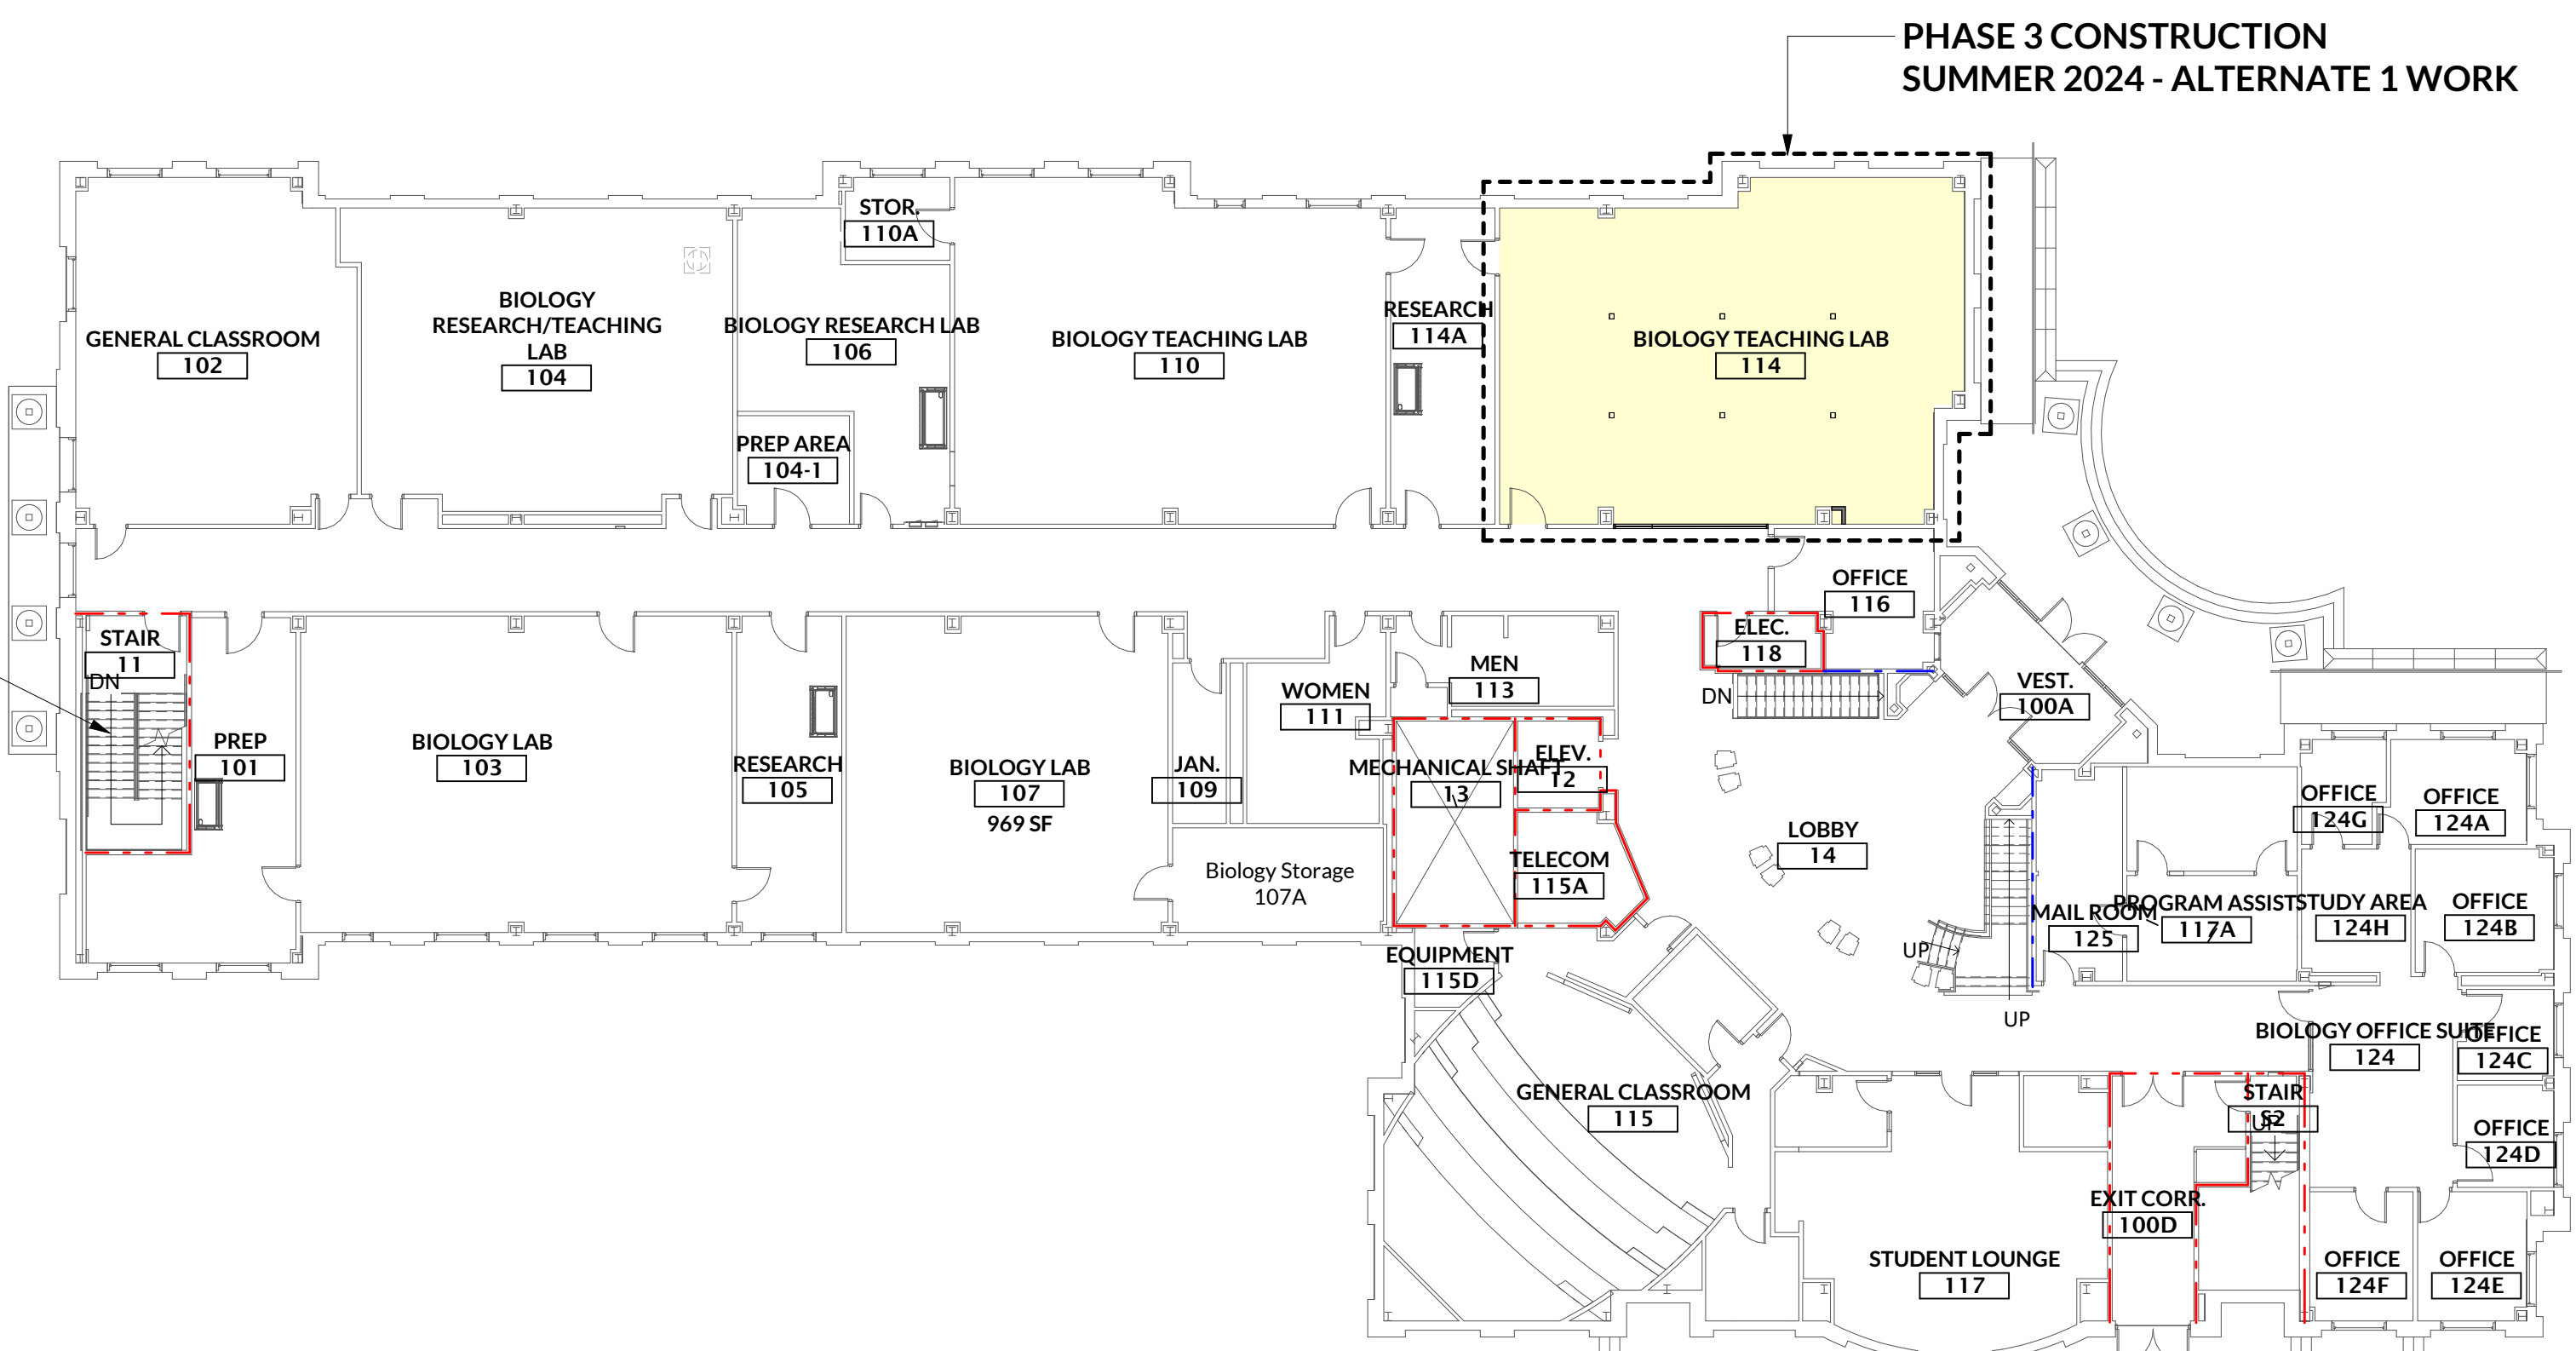 PHASE 3 CONSTRUCTION
SUMMER 2024 - ALTERNATE 1 WORK
STOR.
110A
GENERAL CLASSROOM
102
BIOLOGY
RESEARCH/TEACHING
LAB
104
BIOLOGY RESEARCH LAB
106
PREP AREA
104-1
BIOLOGY TEACHING LAB
110
RESEARCH
114A
BIOLOGY TEACHING LAB
114
OFFICE
116
ELEC.
118
STAIR
11
DN
PREP
101
BIOLOGY LAB
103
RESEARCH
105
BIOLOGY LAB
107
969 SF
JAN.
109
WOMEN
111
MEN
113
MECHANICAL SHAFT
13
ELEV.
12
TELECOM
115A
Biology Storage
107A
EQUIPMENT
115D
DN
VEST.
100A
LOBBY
14
UP
UP
MAIL ROOM
125
PROGRAM ASSIST
117A
STUDY AREA
124H
OFFICE
124G
OFFICE
124A
OFFICE
124B
BIOLOGY OFFICE SUITE
124
OFFICE
124C
OFFICE
124D
GENERAL CLASSROOM
115
STAIR
S2
UP
EXIT CORR.
100D
STUDENT LOUNGE
117
OFFICE
124F
OFFICE
124E